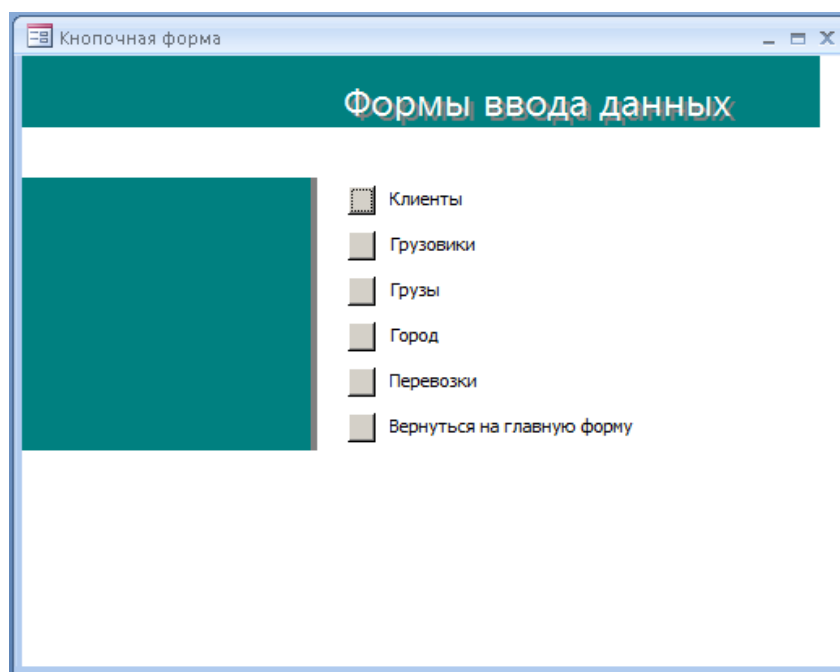 Кнопочная форма
Формы ввода данных
Клиенты
Грузовики
Грузы
Город
Перевозки
Вернуться на главную форму